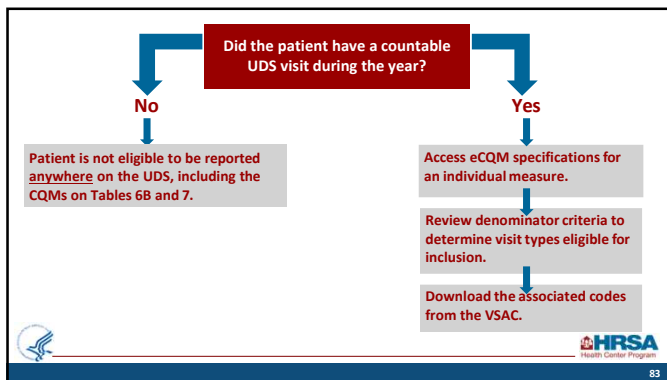 Did the patient have a countable
UDS visit during the year?
No
Yes
Patient is not eligible to be reported
anywhere on the UDS, including the
CQMs on Tables 6B and 7.
Access eCQM specifications for
an individual measure.
Review denominator criteria to
determine visit types eligible for
inclusion.
Download the associated codes
from the VSAC.
HRSA
Health Center Program
83